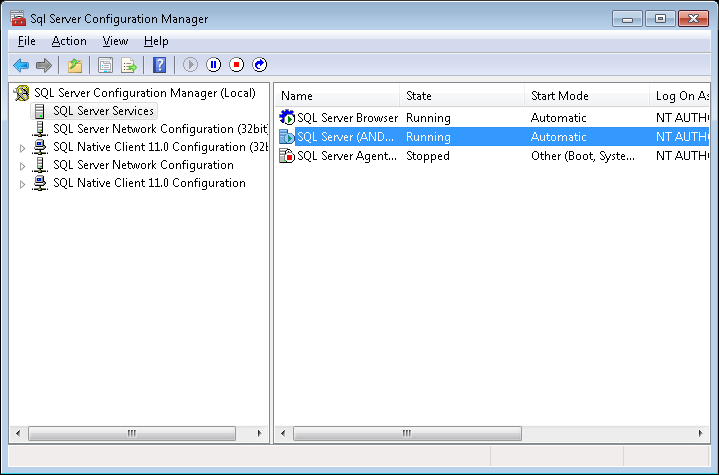 Sql Server Configuration Manager
File Action View Help
SQL Server Configuration Manager (Local)
SQL Server Services
SQL Server Network Configuration (32bit
SQL Native Client 11.0 Configuration (32b
SQL Server Network Configuration
SQL Native Client 11.0 Configuration
Name State Start Mode Log On As
SQL Server Browser Running Automatic NT AUTHO
SQL Server (AND... Running Automatic NT AUTHO
SQL Server Agent... Stopped Other (Boot, Syste... NT AUTHO